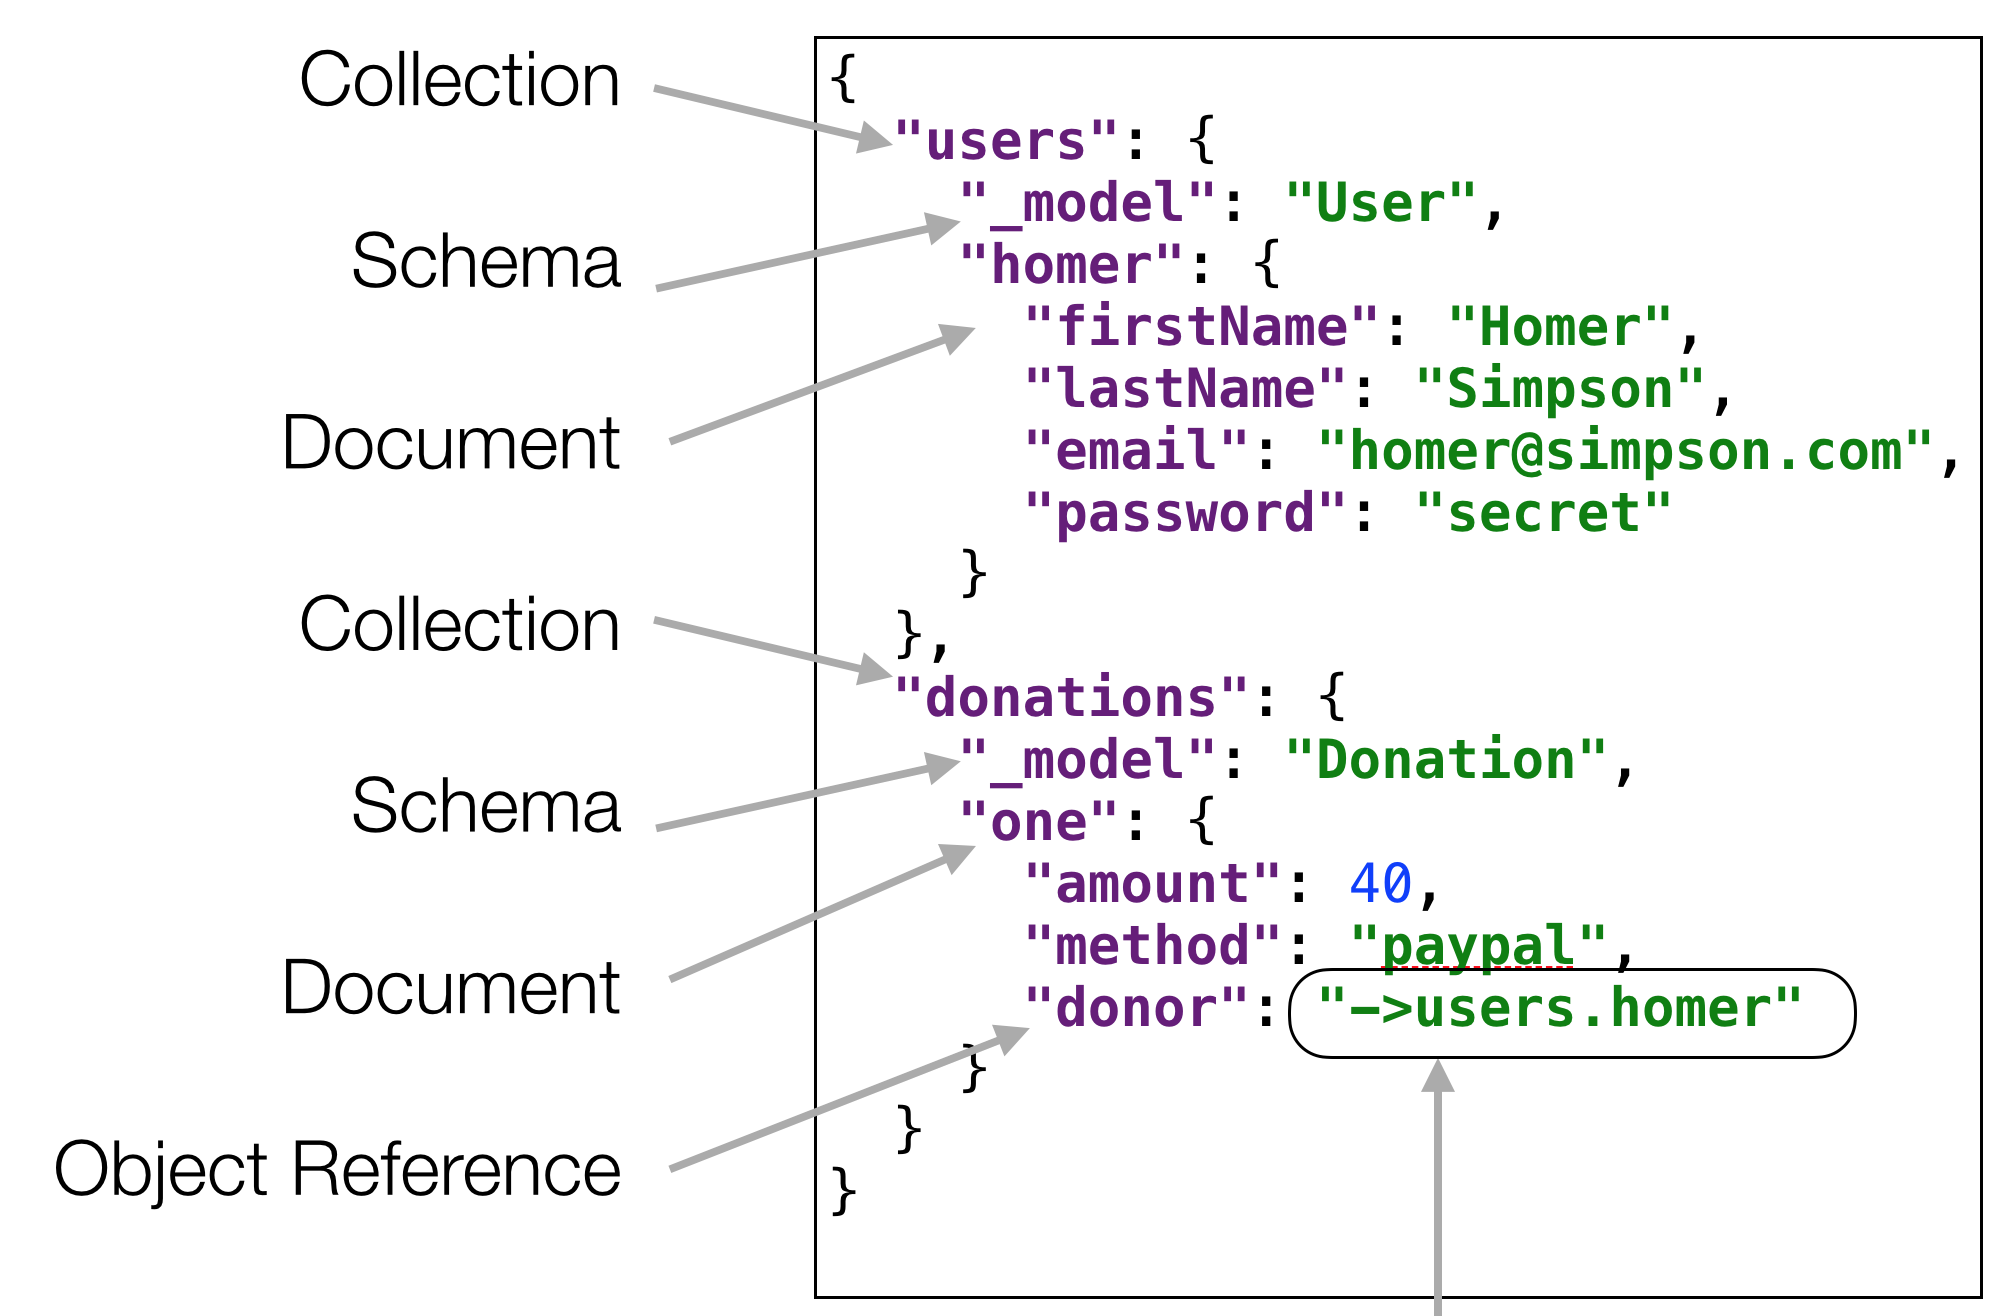 Collection
Schema
Document
Collection
Schema
Document
Object Reference
{
"users": {
"_model": "User",
"homer": {
"firstName": "Homer",
"lastName": "Simpson",
"email": "homer@simpson.com",
"password": "secret"
}
},
"donations": {
"_model": "Donation",
"one": {
"amount": 40,
"method": "paypal",
"donor": "->users.homer"
}
}
}